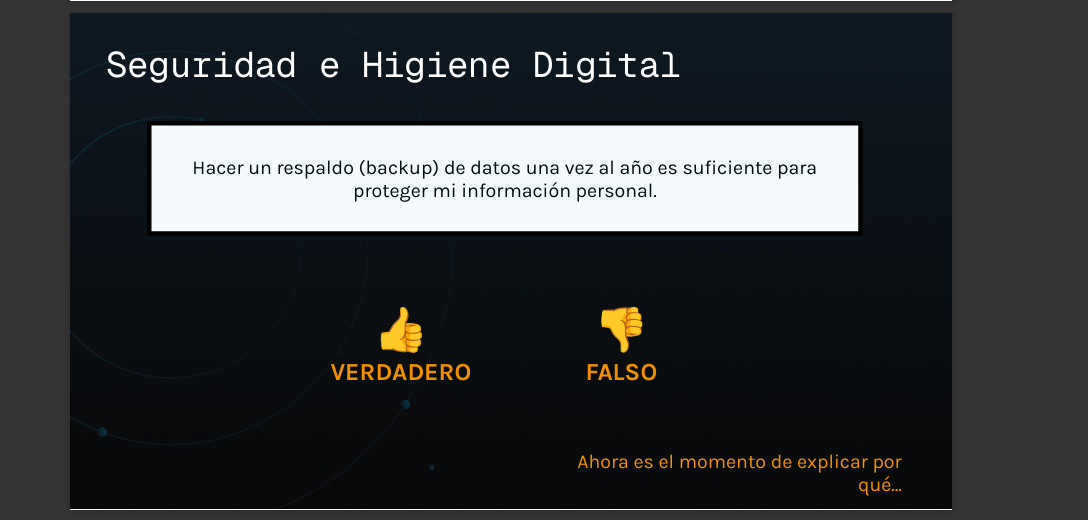 Seguridad e Higiene Digital
Hacer un respaldo (backup) de datos una vez al año es suficiente para
proteger mi información personal.
VERDADERO
FALSO
Ahora es el momento de explicar por
qué...